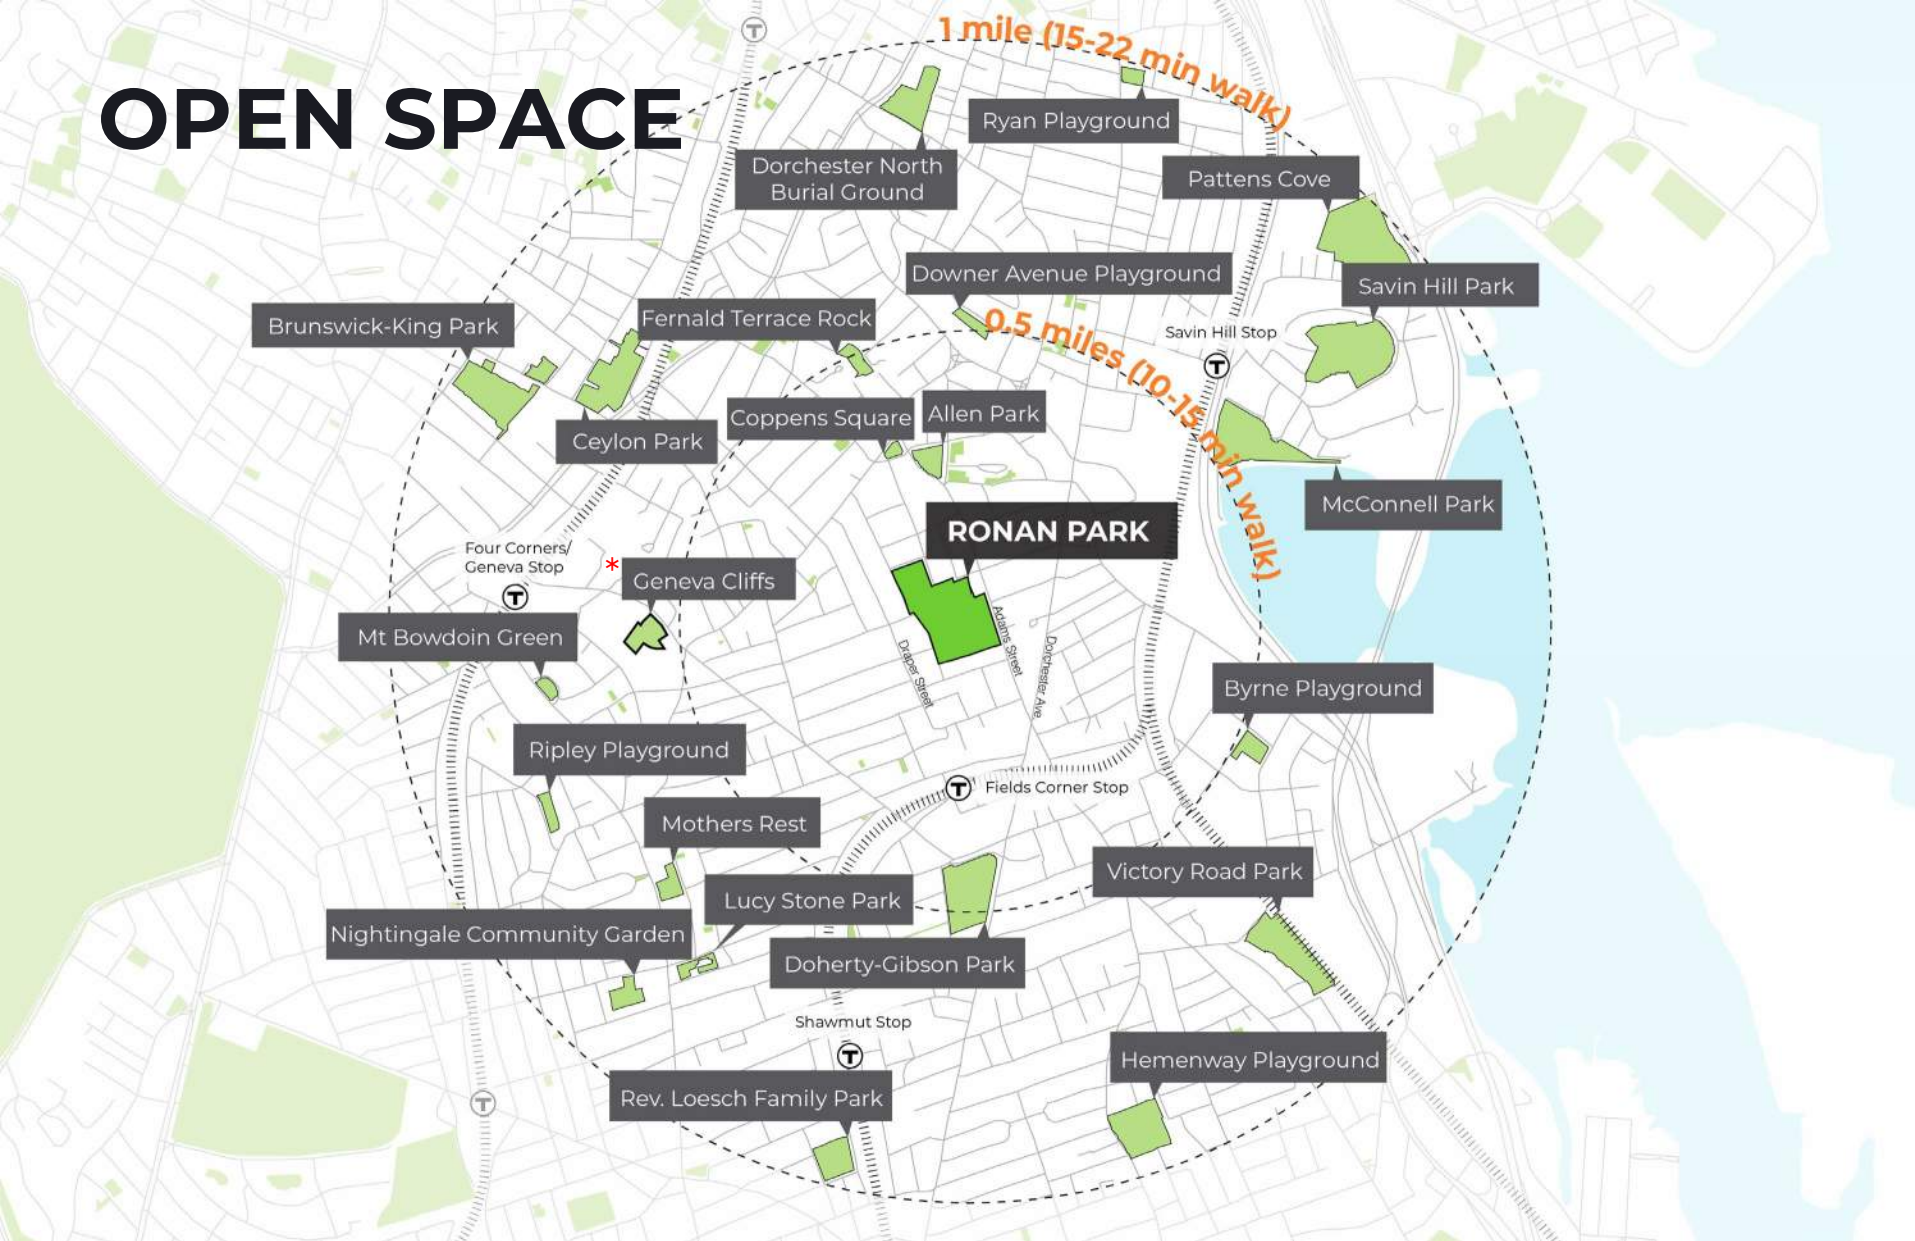 OPEN SPACE
1 mile (15-22 min walk)
Ryan Playground
Dorchester North
Burial Ground
Pattens Cove
Downer Avenue Playground
Savin Hill Park
Brunswick-King Park
Fernald Terrace Rock
0.5 miles (10-15 min walk)
Savin Hill Stop
T
T
Coppens Square
Allen Park
Ceylon Park
McConnell Park
RONAN PARK
Four Corners/
Geneva Stop
T
*
Geneva Cliffs
Mt Bowdoin Green
Adams Street
Draper Street
Dorchester Ave
Byrne Playground
Ripley Playground
T
Fields Corner Stop
Mothers Rest
Victory Road Park
Lucy Stone Park
Nightingale Community Garden
Doherty-Gibson Park
Shawmut Stop
T
Hemenway Playground
Rev. Loesch Family Park
T